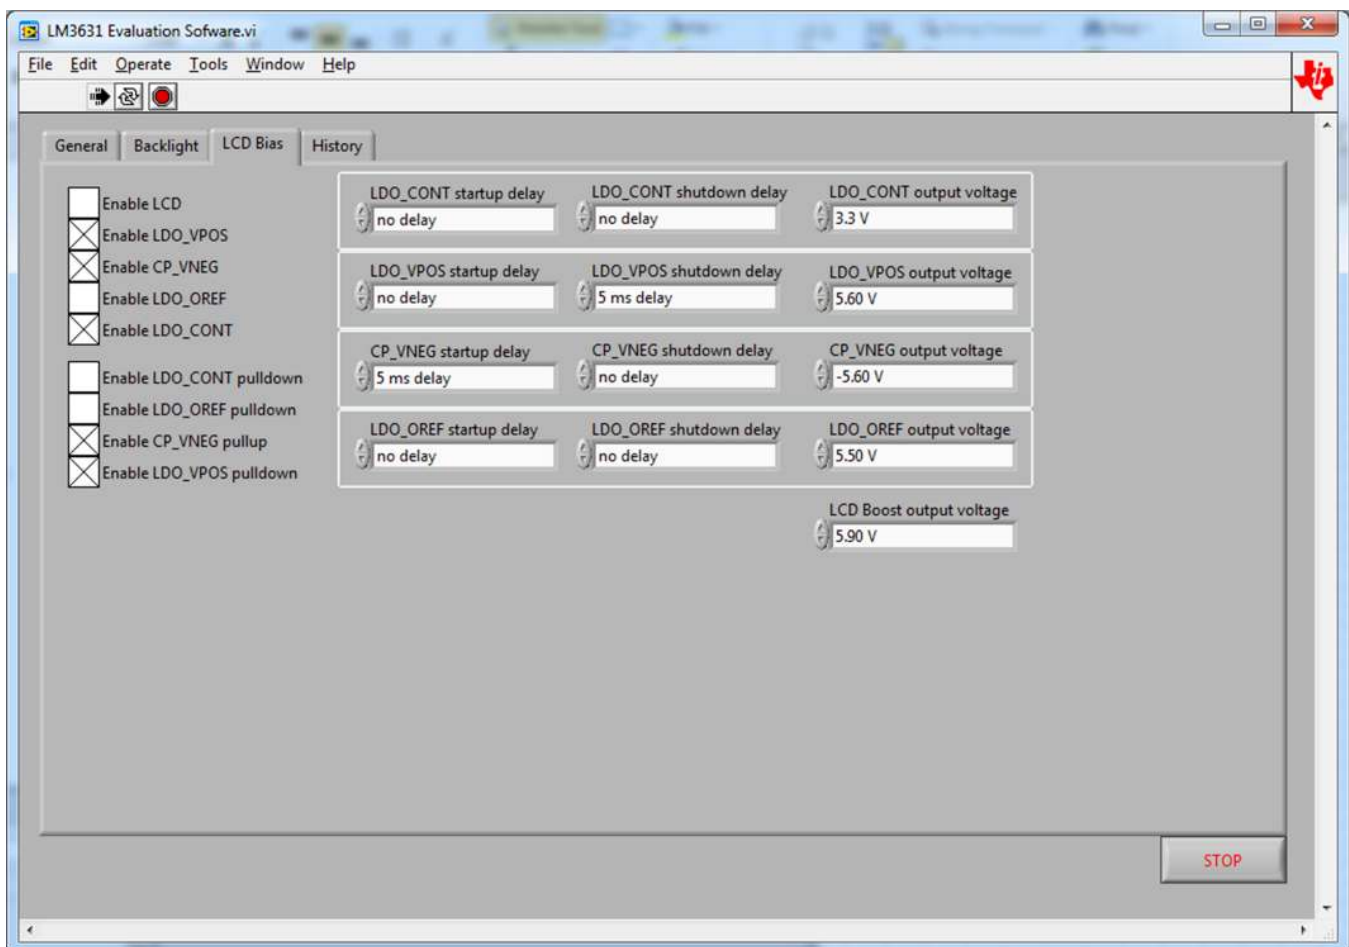 LM3631 Evaluation Sofware.vi
File Edit Operate Tools Window Help
General Backlight LCD Bias History
Enable LCD
Enable LDO_VPOS
Enable CP_VNEG
Enable LDO_OREF
Enable LDO_CONT
Enable LDO_CONT pulldown
Enable LDO_OREF pulldown
Enable CP_VNEG pullup
Enable LDO_VPOS pulldown
LDO_CONT startup delay LDO_CONT shutdown delay LDO_CONT output voltage
no delay no delay 3.3 V
LDO_VPOS startup delay LDO_VPOS shutdown delay LDO_VPOS output voltage
no delay 5 ms delay 5.60 V
CP_VNEG startup delay CP_VNEG shutdown delay CP_VNEG output voltage
5 ms delay no delay -5.60 V
LDO_OREF startup delay LDO_OREF shutdown delay LDO_OREF output voltage
no delay no delay 5.50 V
LCD Boost output voltage
5.90 V
STOP